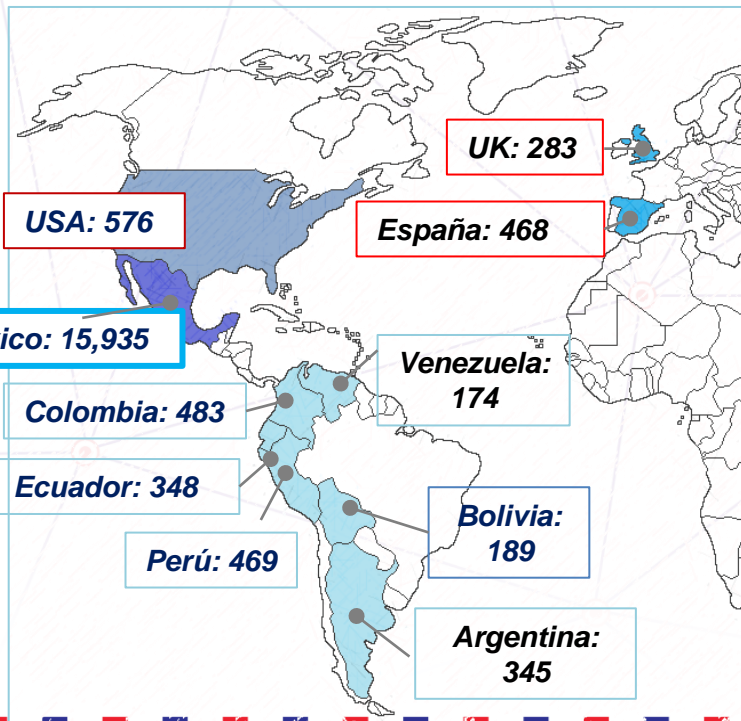 UK: 283
USA: 576
España: 468
ico: 15,935
Venezuela:
174
Colombia: 483
Ecuador: 348
Bolivia:
189
Perú: 469
Argentina:
345